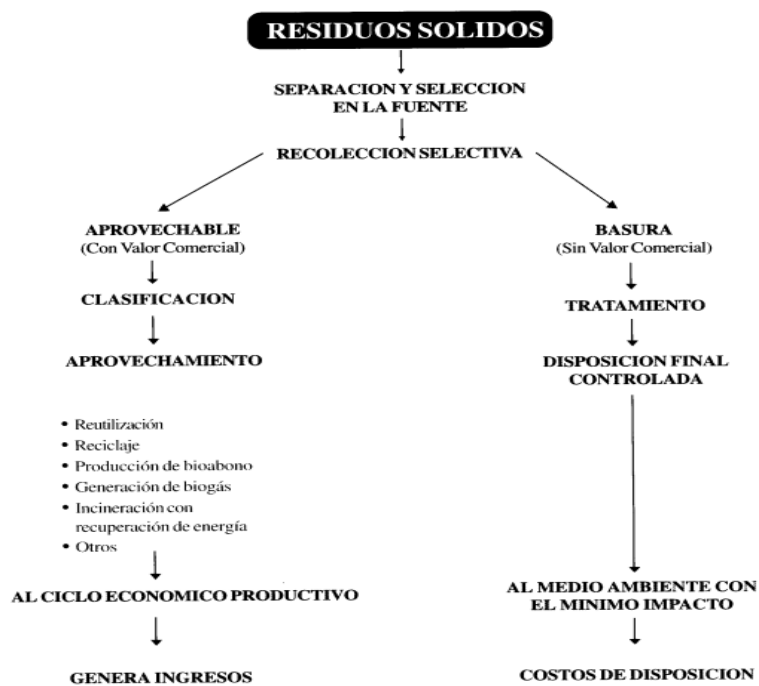 RESIDUOS SOLIDOS
SEPARACION Y SELECCION
EN LA FUENTE
RECOLECCION SELECTIVA
APROVECHABLE
(Con Valor Comercial)
CLASIFICACION
APROVECHAMIENTO
• Reutilización
• Reciclaje
• Producción de bioabono
• Generación de biogás
• Incineración con
recuperación de energía
• Otros
AL CICLO ECONOMICO PRODUCTIVO
GENERA INGRESOS
BASURA
(Sin Valor Comercial)
TRATAMIENTO
DISPOSICION FINAL
CONTROLADA
AL MEDIO AMBIENTE CON
EL MINIMO IMPACTO
COSTOS DE DISPOSICION